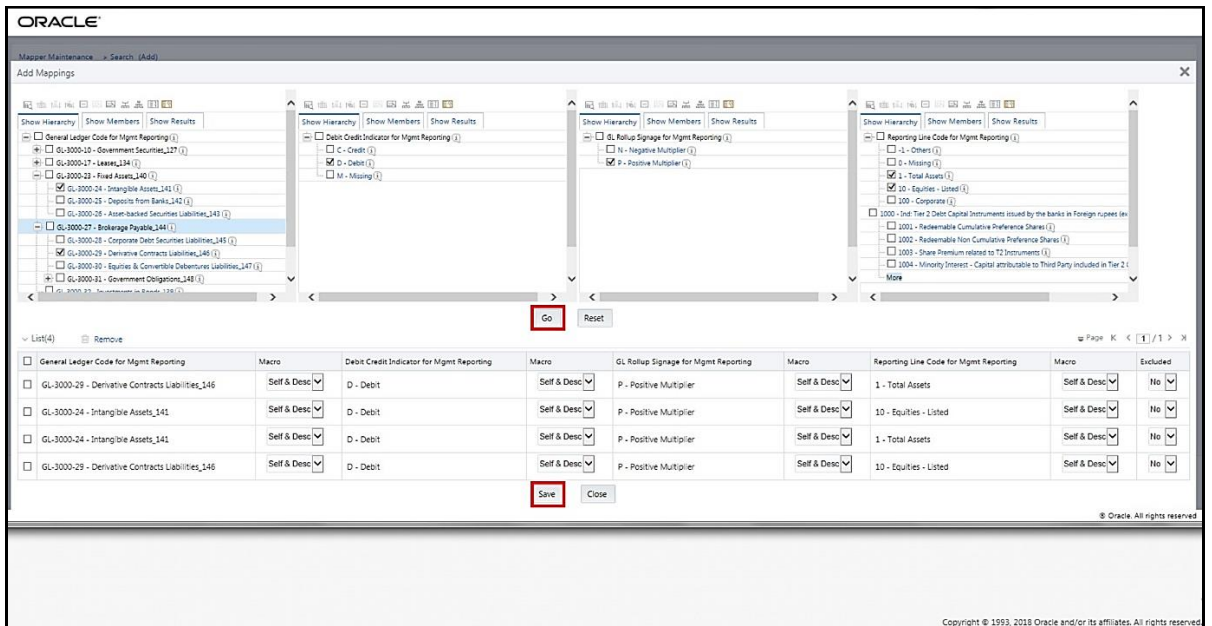 ORACLE
Mapper Maintenance > Search (Add)
Add Mappings
Show Hierarchy Show Members Show Results
General Ledger Code for Mgmt Reporting
GL-3000-10 - Government Securities_127
GL-3000-17 - Leases_134
GL-3000-23 - Fixed Assets_140
GL-3000-24 - Intangible Assets_141
GL-3000-25 - Deposits from Banks_142
GL-3000-26 - Asset-backed Securities Liabilities_143
GL-3000-27 - Brokerage Payable_144
GL-3000-28 - Corporate Debt Securities Liabilities_145
GL-3000-29 - Derivative Contracts Liabilities_146
GL-3000-30 - Equities & Convertible Debentures Liabilities_147
GL-3000-31 - Government Obligations_148
GL-3000-32 - Investments in Bonds_138
Show Hierarchy Show Members Show Results
Debit Credit Indicator for Mgmt Reporting
C - Credit
D - Debit
M - Missing
Show Hierarchy Show Members Show Results
GL Rollup Signage for Mgmt Reporting
N - Negative Multiplier
P - Positive Multiplier
Show Hierarchy Show Members Show Results
Reporting Line Code for Mgmt Reporting
-1 - Others
0 - Missing
1 - Total Assets
10 - Equities - Listed
100 - Corporate
1000 - Ind: Tier 2 Debt Capital Instruments issued by the banks in Foreign rupees (ex
1001 - Redeemable Cumulative Preference Shares
1002 - Redeemable Non Cumulative Preference Shares
1003 - Share Premium related to T2 Instruments
1004 - Minority Interest - Capital attributable to Third Party included in Tier 2
More
Go Reset
List(4) Remove Page 1 / 1
General Ledger Code for Mgmt Reporting Macro Debit Credit Indicator for Mgmt Reporting Macro GL Rollup Signage for Mgmt Reporting Macro Reporting Line Code for Mgmt Reporting Macro Excluded
GL-3000-29 - Derivative Contracts Liabilities_146 Self & Desc D - Debit Self & Desc P - Positive Multiplier Self & Desc 1 - Total Assets Self & Desc No
GL-3000-24 - Intangible Assets_141 Self & Desc D - Debit Self & Desc P - Positive Multiplier Self & Desc 10 - Equities - Listed Self & Desc No
GL-3000-24 - Intangible Assets_141 Self & Desc D - Debit Self & Desc P - Positive Multiplier Self & Desc 1 - Total Assets Self & Desc No
GL-3000-29 - Derivative Contracts Liabilities_146 Self & Desc D - Debit Self & Desc P - Positive Multiplier Self & Desc 10 - Equities - Listed Self & Desc No
Save Close
© Oracle. All rights reserved
Copyright © 1993, 2018 Oracle and/or its affiliates. All rights reserved.